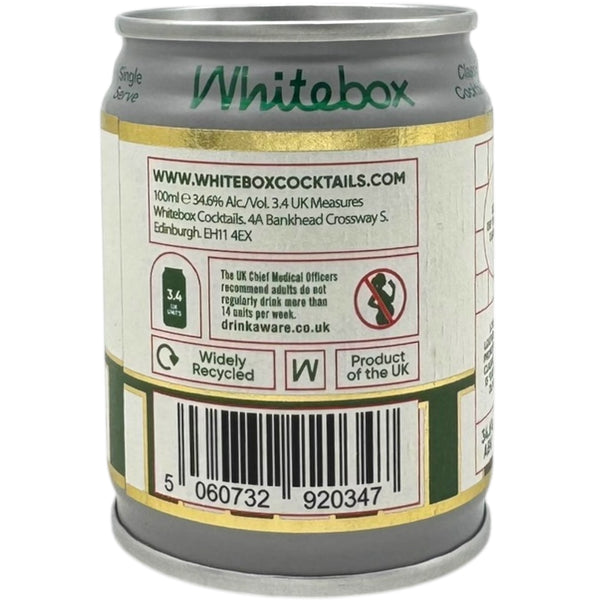 Single
Serve
Whitebox
WWW.WHITEBOXCOCKTAILS.COM
100ml ℮ 34.6% Alc./Vol. 3.4 UK Measures
Whitebox Cocktails. 4A Bankhead Crossway S.
Edinburgh. EH11 4EX
3.4
UK
UNITS
The UK Chief Medical Officers
recommend adults do not
regularly drink more than
14 units per week.
drinkaware.co.uk
Widely
Recycled
W
Product
of the UK
5 060732 920347